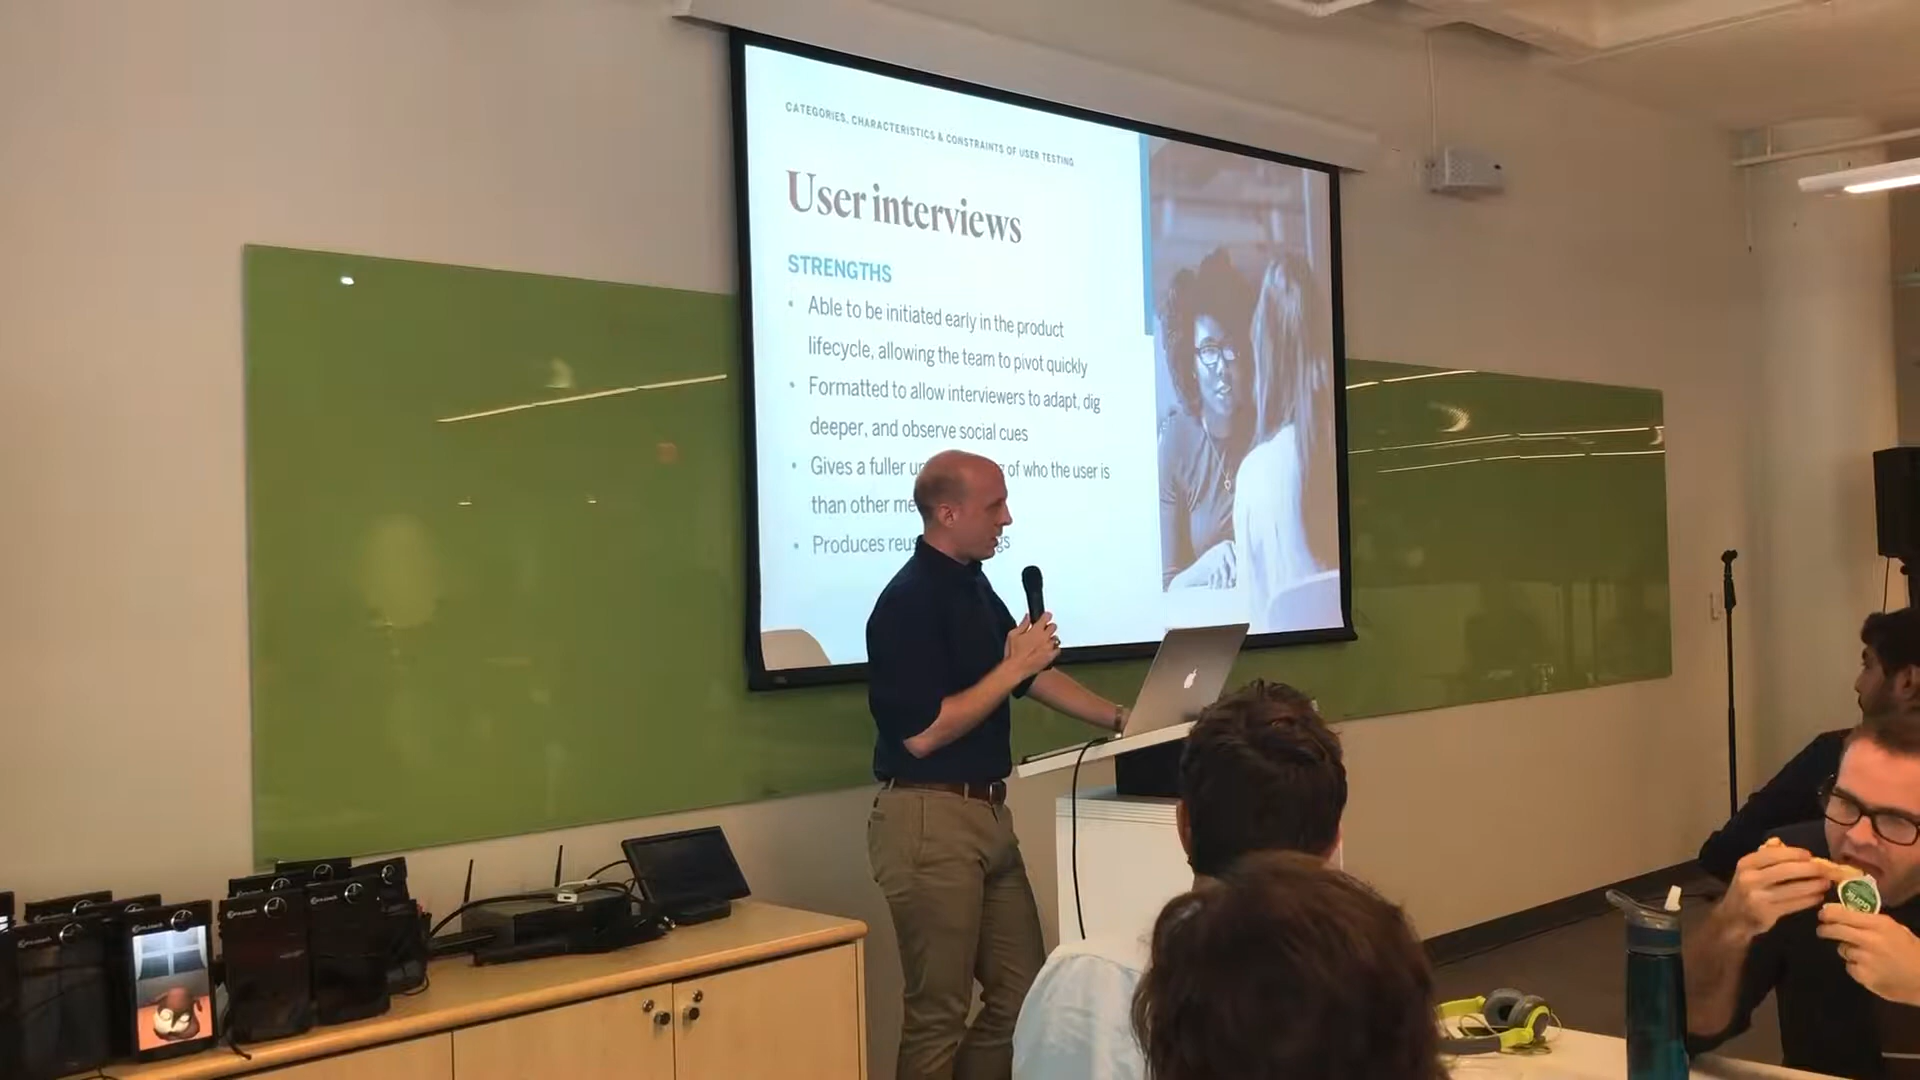 CATEGORIES, CHARACTERISTICS & CONSTRAINTS OF USER TESTING
User interviews
STRENGTHS
• Able to be initiated early in the product
lifecycle, allowing the team to pivot quickly
• Formatted to allow interviewers to adapt, dig
deeper, and observe social cues
• Gives a fuller of who the user is
than other
• Produces
Garlic